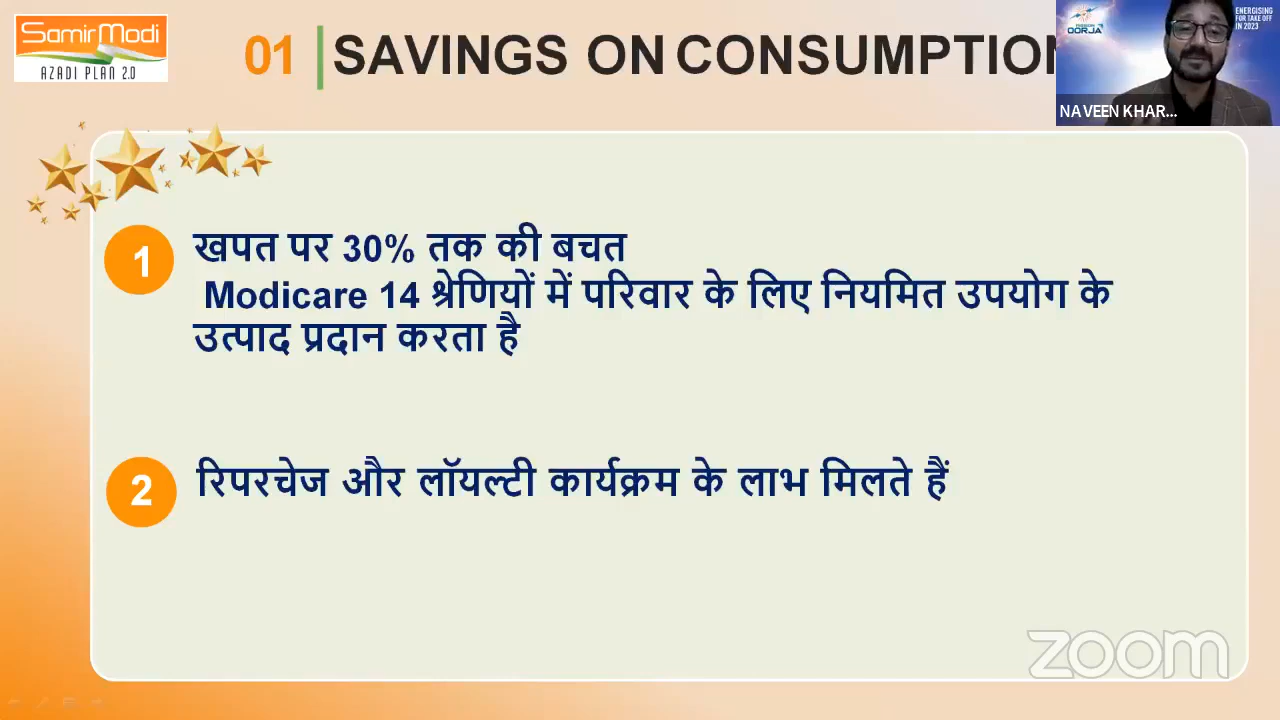 SamirModi
AZADI PLAN 2.0
01 SAVINGS ON CONSUMPTION
OORJA
ENERGISING
FOR TAKE OFF
IN 2023
NAVEEN KHAR...
1 खपत पर 30% तक की बचत
Modicare 14 श्रेणियों में परिवार के लिए नियमित उपयोग के
उत्पाद प्रदान करता है
2 रिपरचेज और लॉयल्टी कार्यक्रम के लाभ मिलते हैं
zoom